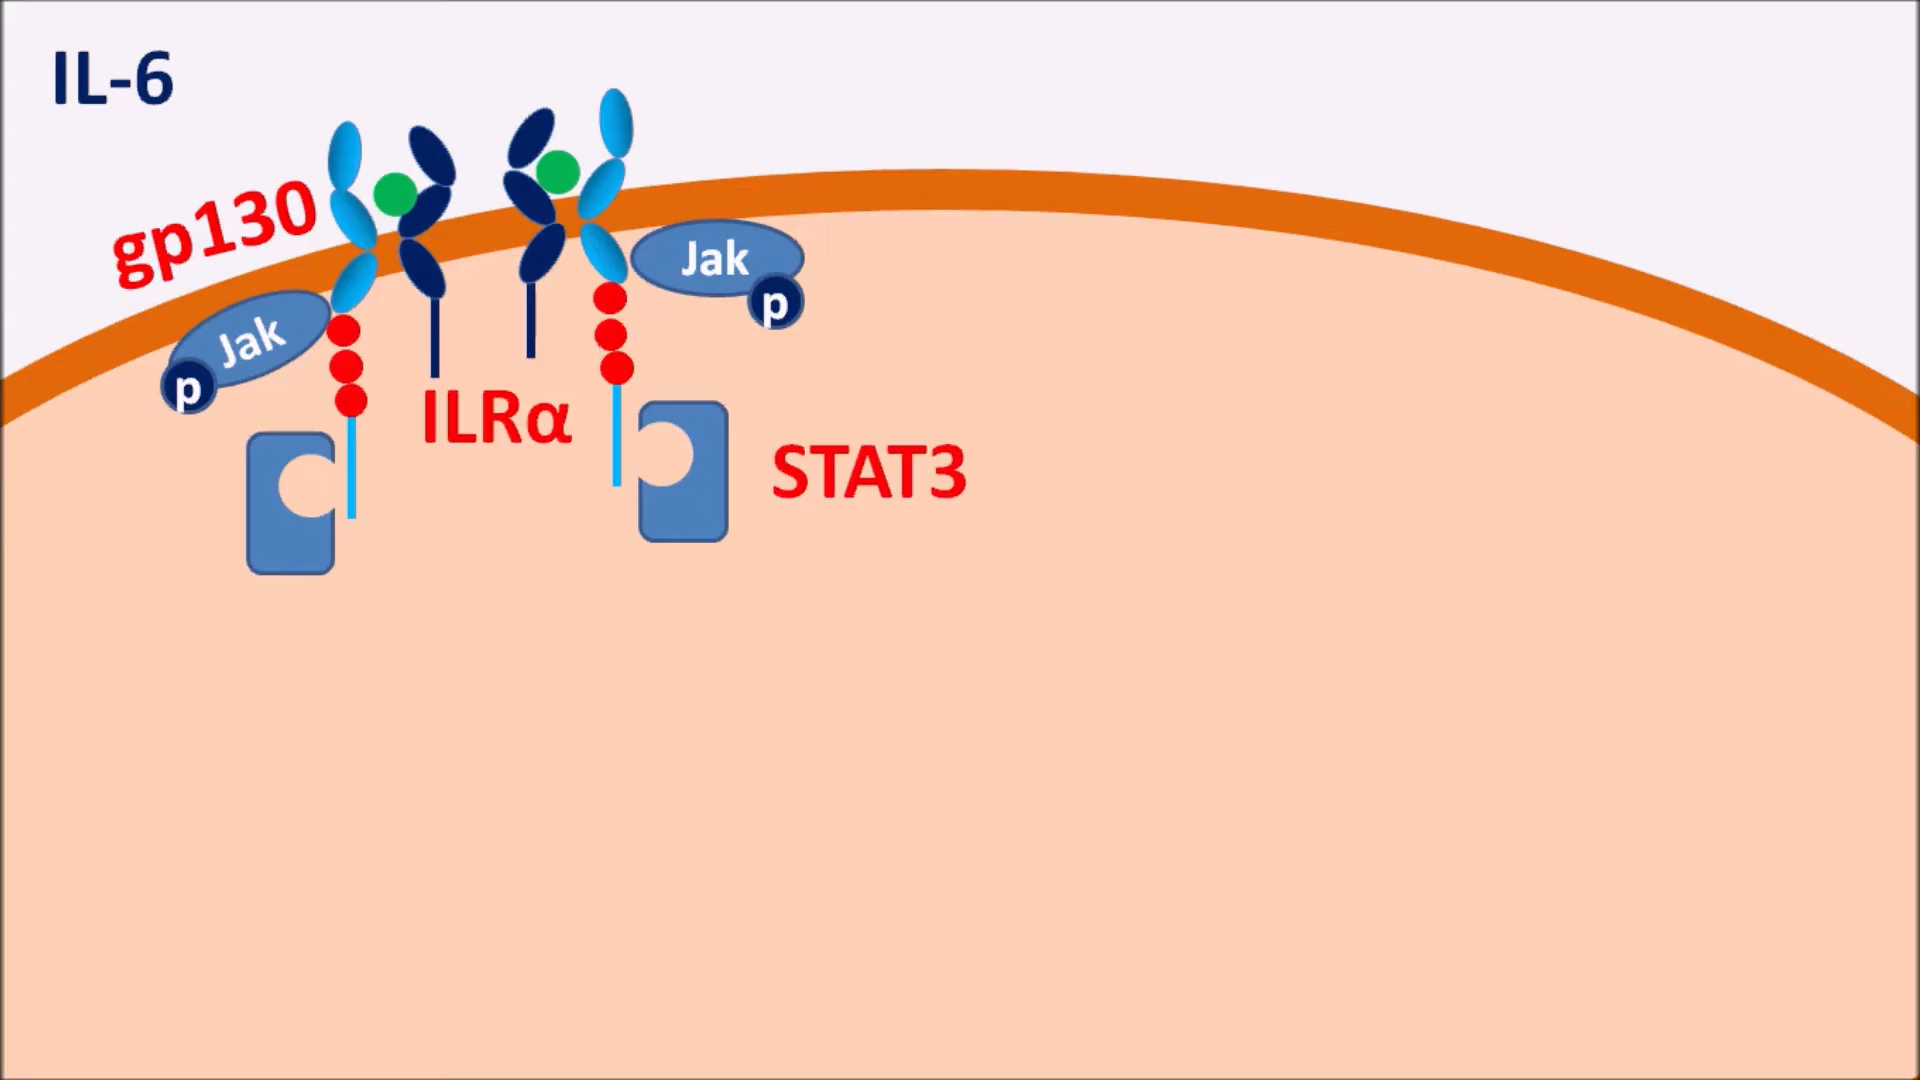 IL-6
gp130
Jak
p
Jak
p
ILRα
STAT3